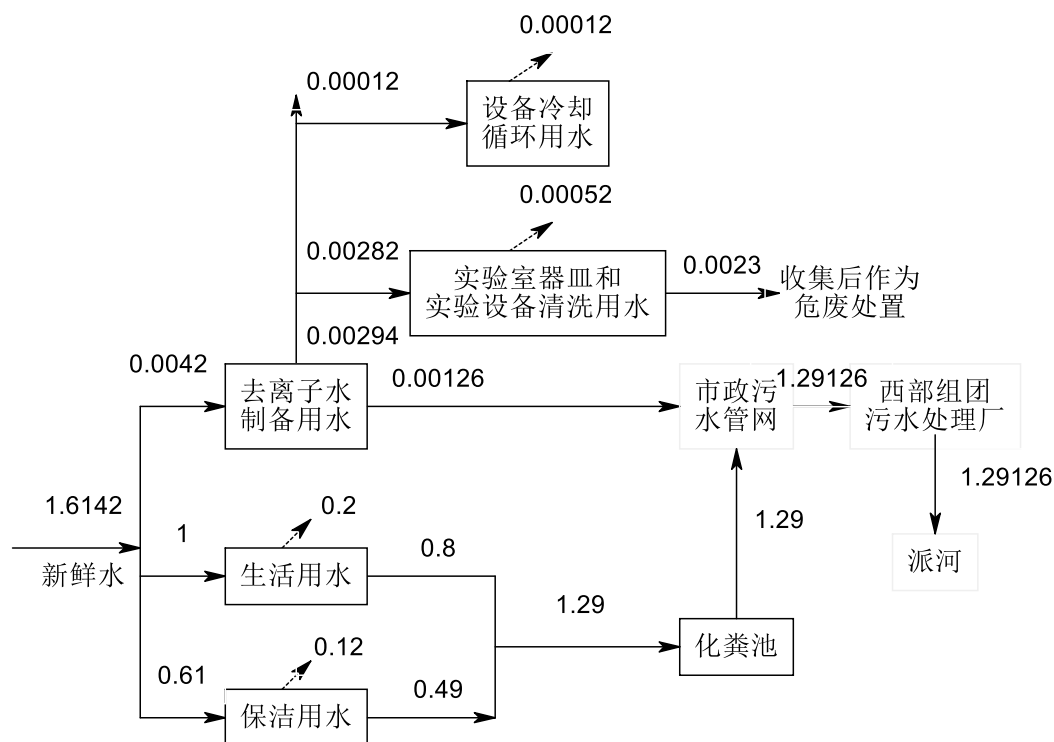 0.00012
0.00012
设备冷却
循环用水
0.00052
0.00282
实验室器皿和
实验设备清洗用水
0.0023
收集后作为
危废处置
0.00294
0.0042
去离子水
制备用水
0.00126
市政污
水管网
1.29126
西部组团
污水处理厂
1.29126
派河
1.6142
新鲜水
1
0.2
生活用水
0.8
1.29
1.29
化粪池
0.61
0.12
保洁用水
0.49